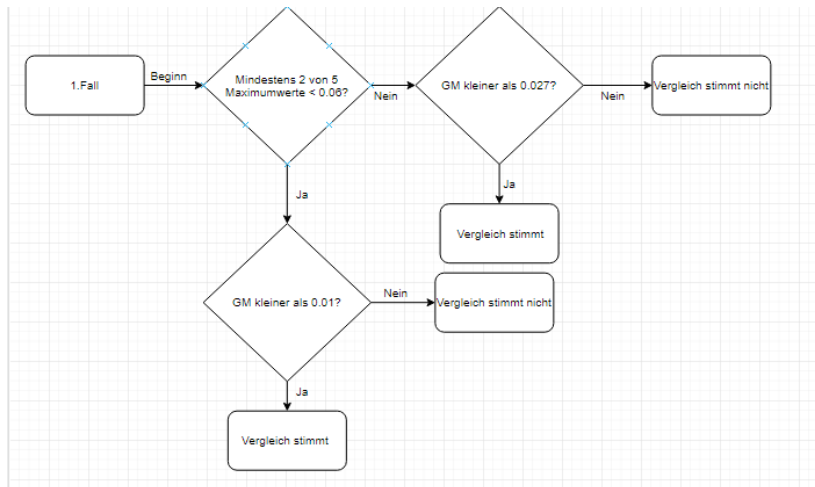 1.Fall
Beginn
Mindestens 2 von 5
Maximumwerte < 0.06?
Nein
GM kleiner als 0.027?
Nein
Vergleich stimmt nicht
Ja
Vergleich stimmt
Ja
GM kleiner als 0.01?
Nein
Vergleich stimmt nicht
Ja
Vergleich stimmt